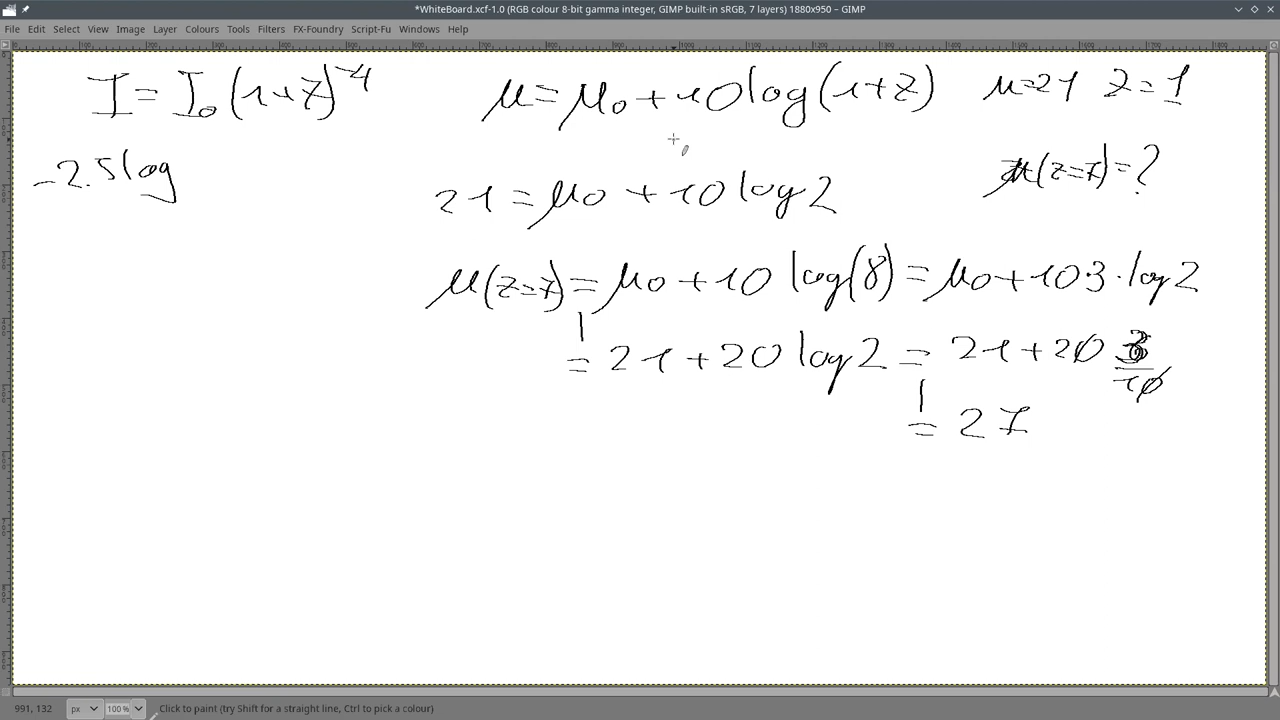 *WhiteBoard.xcf-1.0 (RGB colour 8-bit gamma integer, GIMP built-in sRGB, 7 layers) 1880x950 – GIMP
File Edit Select View Image Layer Colours Tools Filters FX-Foundry Script-Fu Windows Help
I = I₀ (1+z)⁻⁴ μ = μ₀ + 10 log (1+z) μ=21 z=1
-2.5 log μ(z=7)=?
21 = μ₀ + 10 log 2
μ(z=7) = μ₀ + 10 log(8) = μ₀ + 10 3 · log 2
= 21 + 20 log 2 = 21 + 20 3/10
= 27
991, 132 px 100% Click to paint (try Shift for a straight line, Ctrl to pick a colour)